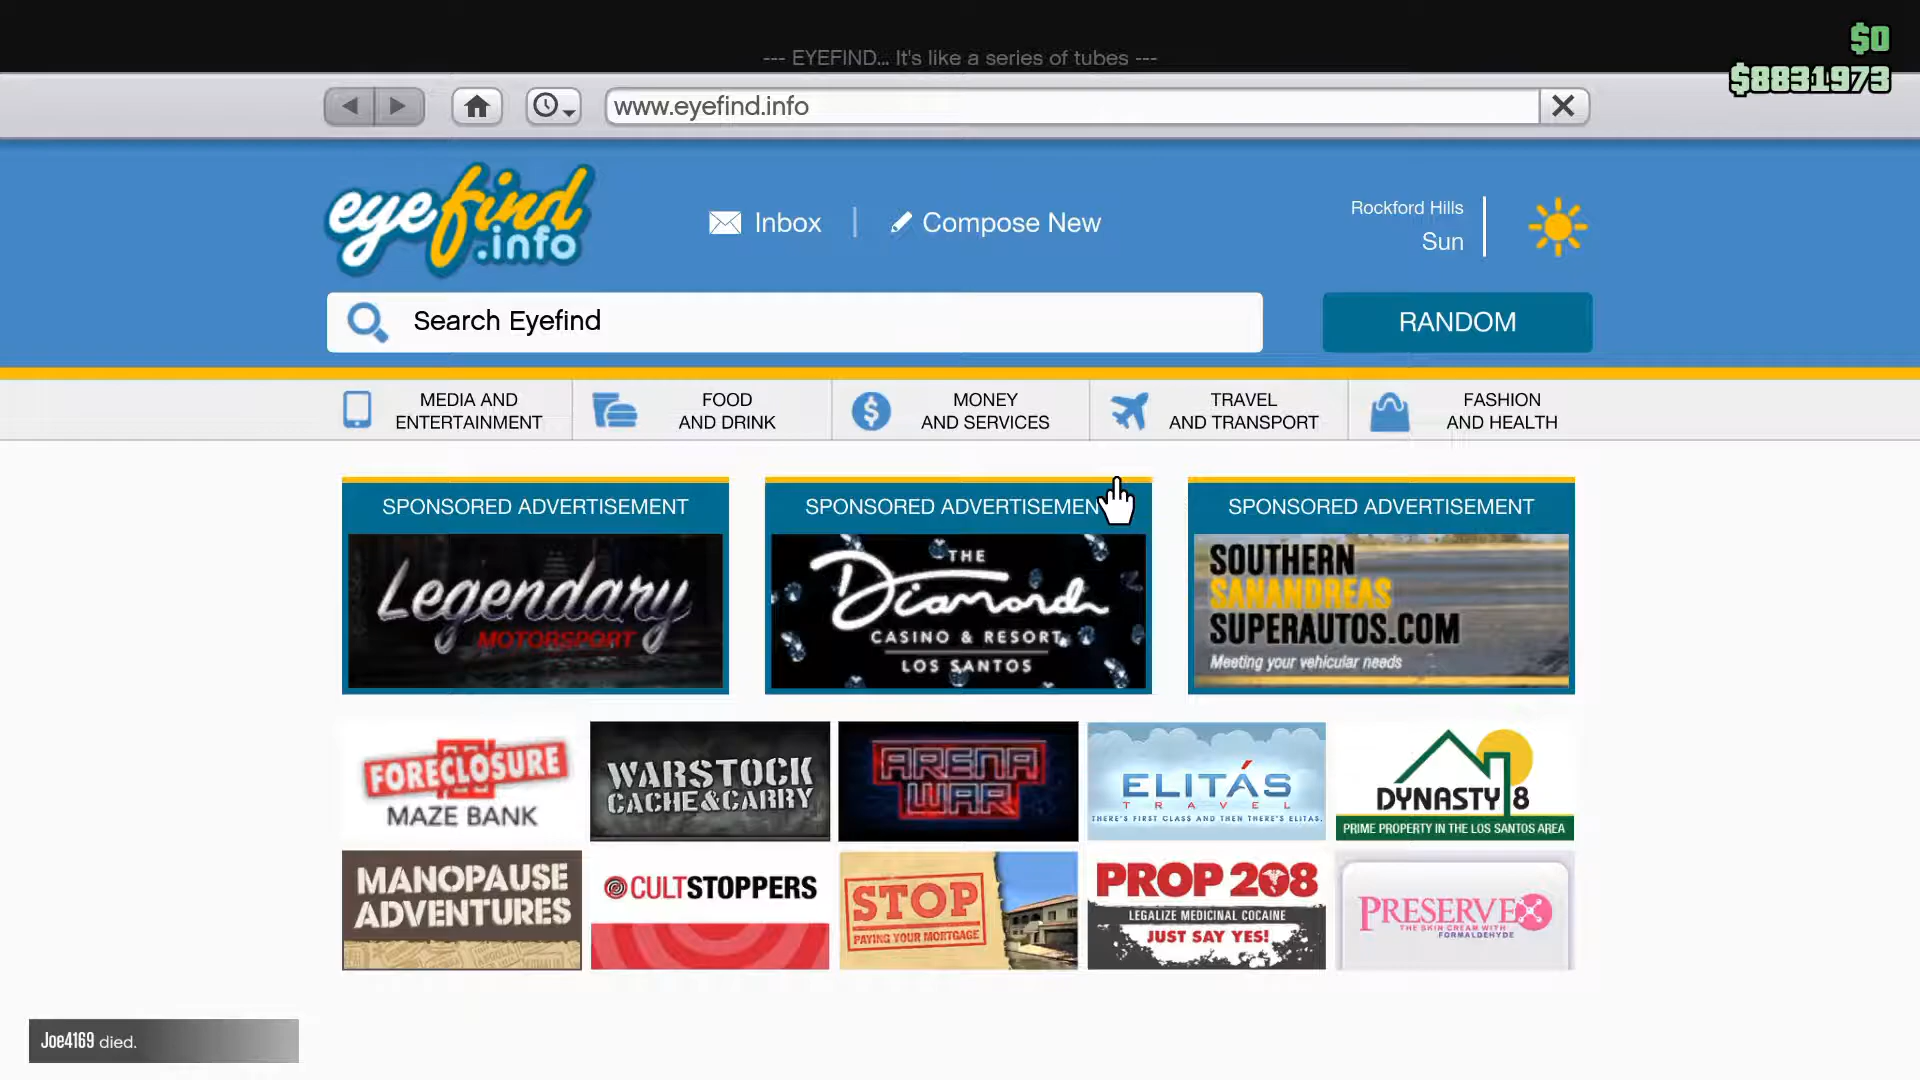 $0
--- EYEFIND... It's like a series of tubes ---
$8831973
www.eyefind.info
eyefind
.info
Inbox
Compose New
Rockford Hills
Sun
Search Eyefind
RANDOM
MEDIA AND
ENTERTAINMENT
FOOD
AND DRINK
MONEY
AND SERVICES
TRAVEL
AND TRANSPORT
FASHION
AND HEALTH
SPONSORED ADVERTISEMENT
Legendary
MOTORSPORT
SPONSORED ADVERTISEMEN
THE
Diamond
CASINO & RESORT
LOS SANTOS
SPONSORED ADVERTISEMENT
SOUTHERN
SANANDREAS
SUPERAUTOS.COM
Meeting your vehicular needs
FORECLOSURE
MAZE BANK
WARSTOCK
CACHE&CARRY
ARENA
WAR
ELITÁS
TRAVEL
THERE'S FIRST CLASS AND THEN THERE'S ELITAS.
DYNASTY 8
PRIME PROPERTY IN THE LOS SANTOS AREA
MANOPAUSE
ADVENTURES
CULTSTOPPERS
STOP
PAYING YOUR MORTGAGE
PROP 208
LEGALIZE MEDICINAL COCAINE
JUST SAY YES!
PRESERVEX
THE SKIN CREAM WITH
FORMALDEHYDE
Joe4169 died.